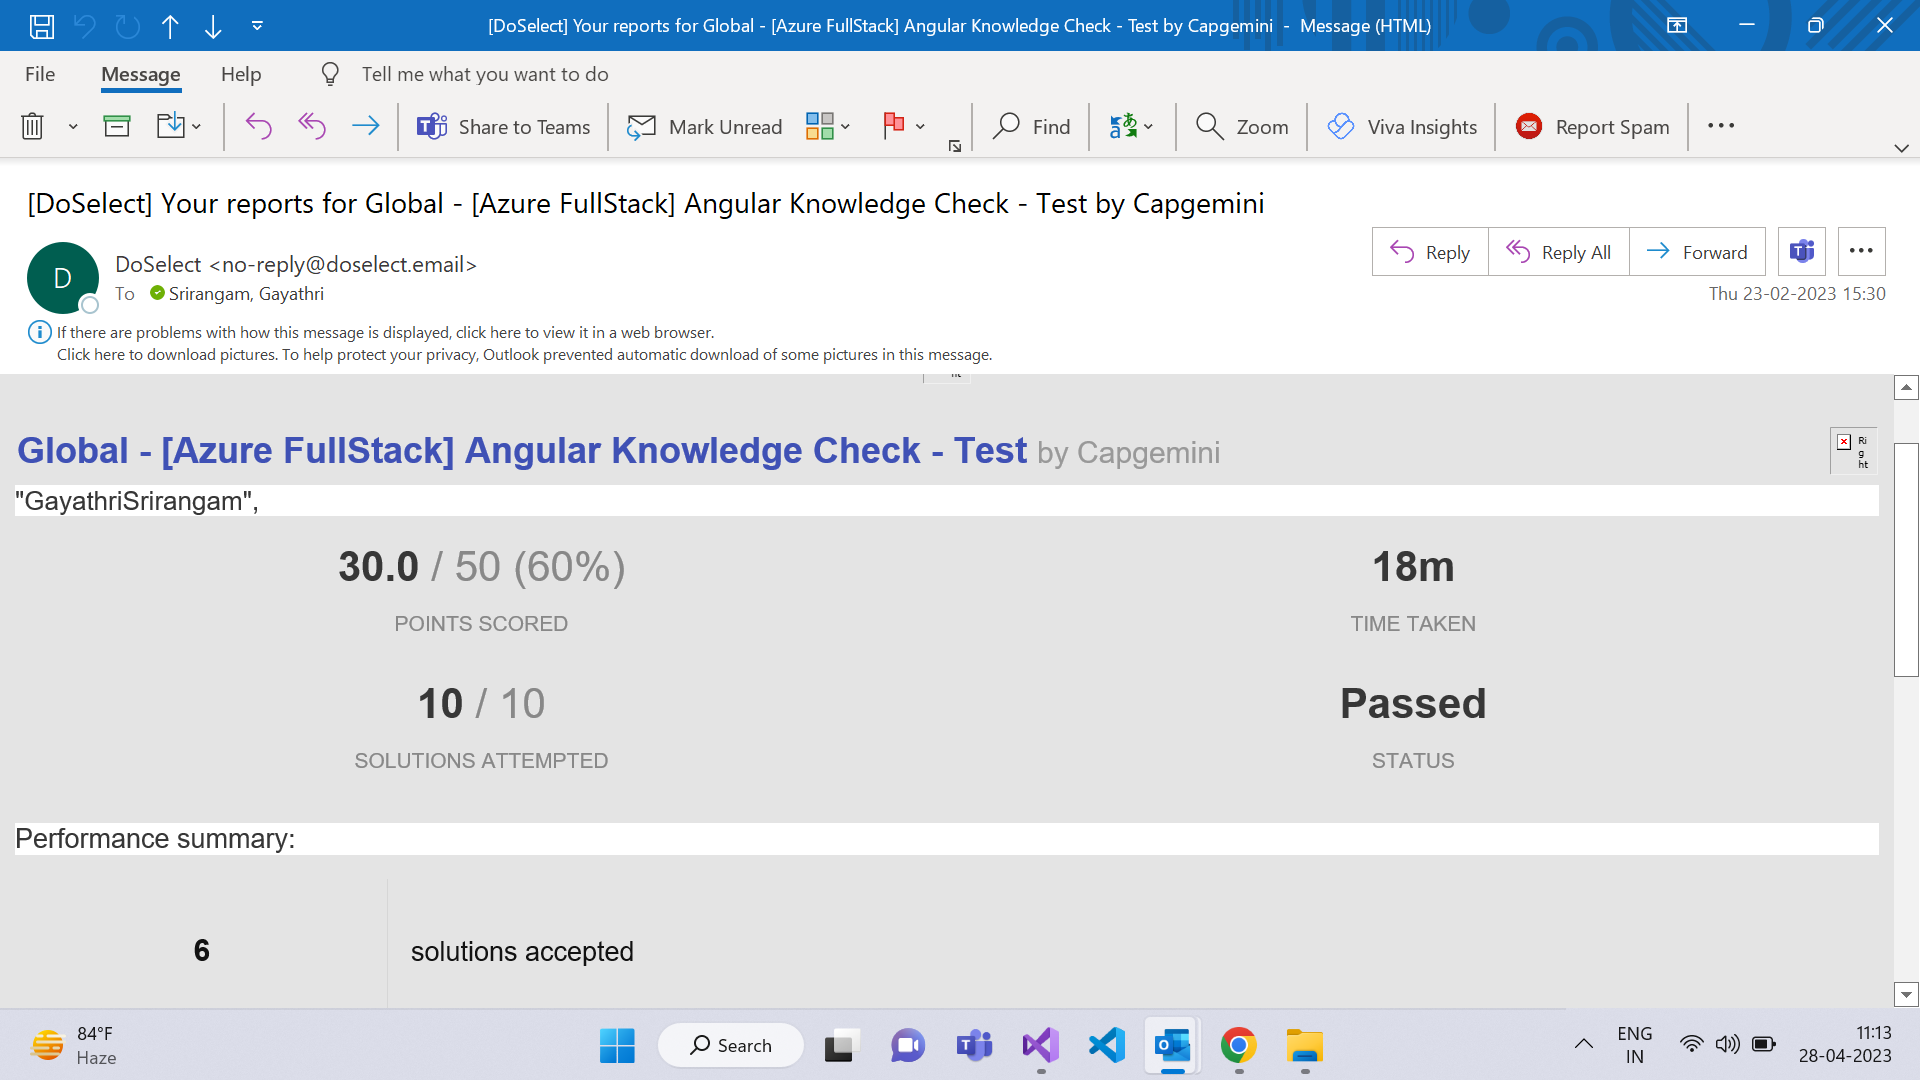 [DoSelect] Your reports for Global - [Azure FullStack] Angular Knowledge Check - Test by Capgemini - Message (HTML)
File Message Help Tell me what you want to do
Share to Teams Mark Unread Find Zoom Viva Insights Report Spam
[DoSelect] Your reports for Global - [Azure FullStack] Angular Knowledge Check - Test by Capgemini
D
DoSelect <no-reply@doselect.email>
Reply Reply All Forward
To Srirangam, Gayathri
Thu 23-02-2023 15:30
If there are problems with how this message is displayed, click here to view it in a web browser.
Click here to download pictures. To help protect your privacy, Outlook prevented automatic download of some pictures in this message.
Global - [Azure FullStack] Angular Knowledge Check - Test by Capgemini
Ri
g
ht
"GayathriSrirangam",
30.0 / 50 (60%) 18m
POINTS SCORED TIME TAKEN
10 / 10 Passed
SOLUTIONS ATTEMPTED STATUS
Performance summary:
6 solutions accepted
84°F
Haze
Search
ENG
IN
11:13
28-04-2023